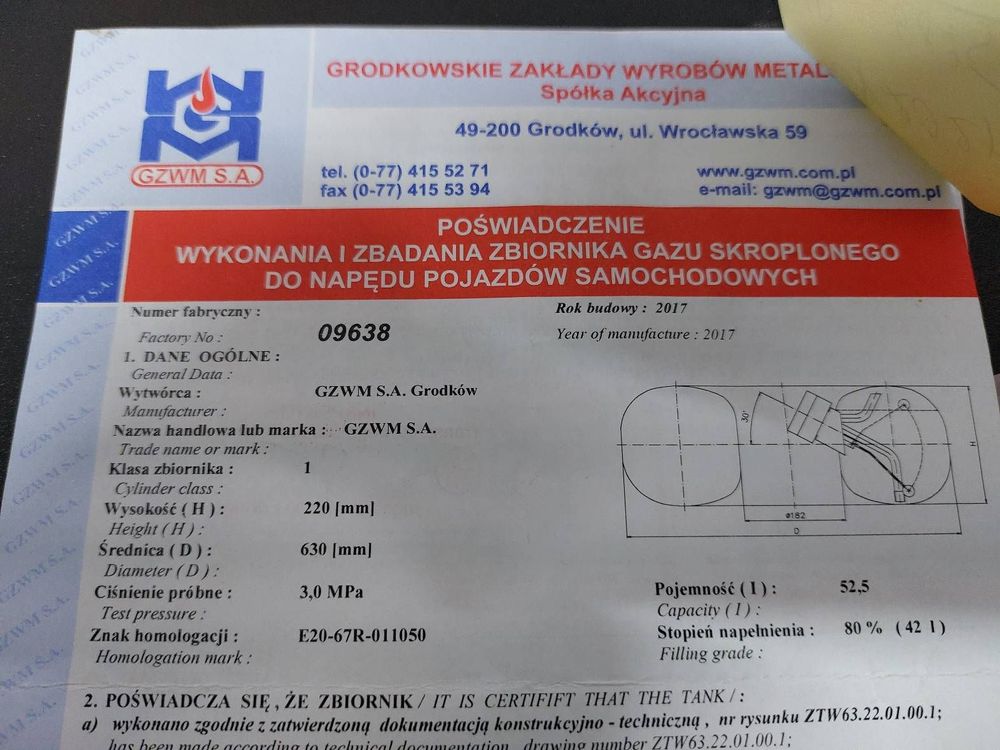 GZWM S.A.
GRODKOWSKIE ZAKŁADY WYROBÓW METAL
Spółka Akcyjna
49-200 Grodków, ul. Wrocławska 59
tel. (0-77) 415 52 71
fax (0-77) 415 53 94
www.gzwm.com.pl
e-mail: gzwm@gzwm.com.pl
POŚWIADCZENIE
WYKONANIA I ZBADANIA ZBIORNIKA GAZU SKROPLONEGO
DO NAPĘDU POJAZDÓW SAMOCHODOWYCH
Numer fabryczny :
Factory No : 09638
Rok budowy : 2017
Year of manufacture : 2017
1. DANE OGÓLNE :
General Data :
Wytwórca : GZWM S.A. Grodków
Manufacturer :
Nazwa handlowa lub marka : GZWM S.A.
Trade name or mark :
Klasa zbiornika : 1
Cylinder class :
Wysokość ( H ) : 220 [mm]
Height ( H ) :
Średnica ( D ) : 630 [mm]
Diameter ( D ) :
Ciśnienie próbne : 3,0 MPa
Test pressure :
Znak homologacji : E20-67R-011050
Homologation mark :
30°
H
ø182
D
Pojemność ( l ) : 52,5
Capacity ( l ) :
Stopień napełnienia : 80 % ( 42 l )
Filling grade :
2. POŚWIADCZA SIĘ , ŻE ZBIORNIK / IT IS CERTIFIFT THAT THE TANK / :
a) wykonano zgodnie z zatwierdzoną dokumentacją konstrukcyjno - techniczną , nr rysunku ZTW63.22.01.00.1;
has been made according to technical documentation, drawing number ZTW63.22.01.00.1;